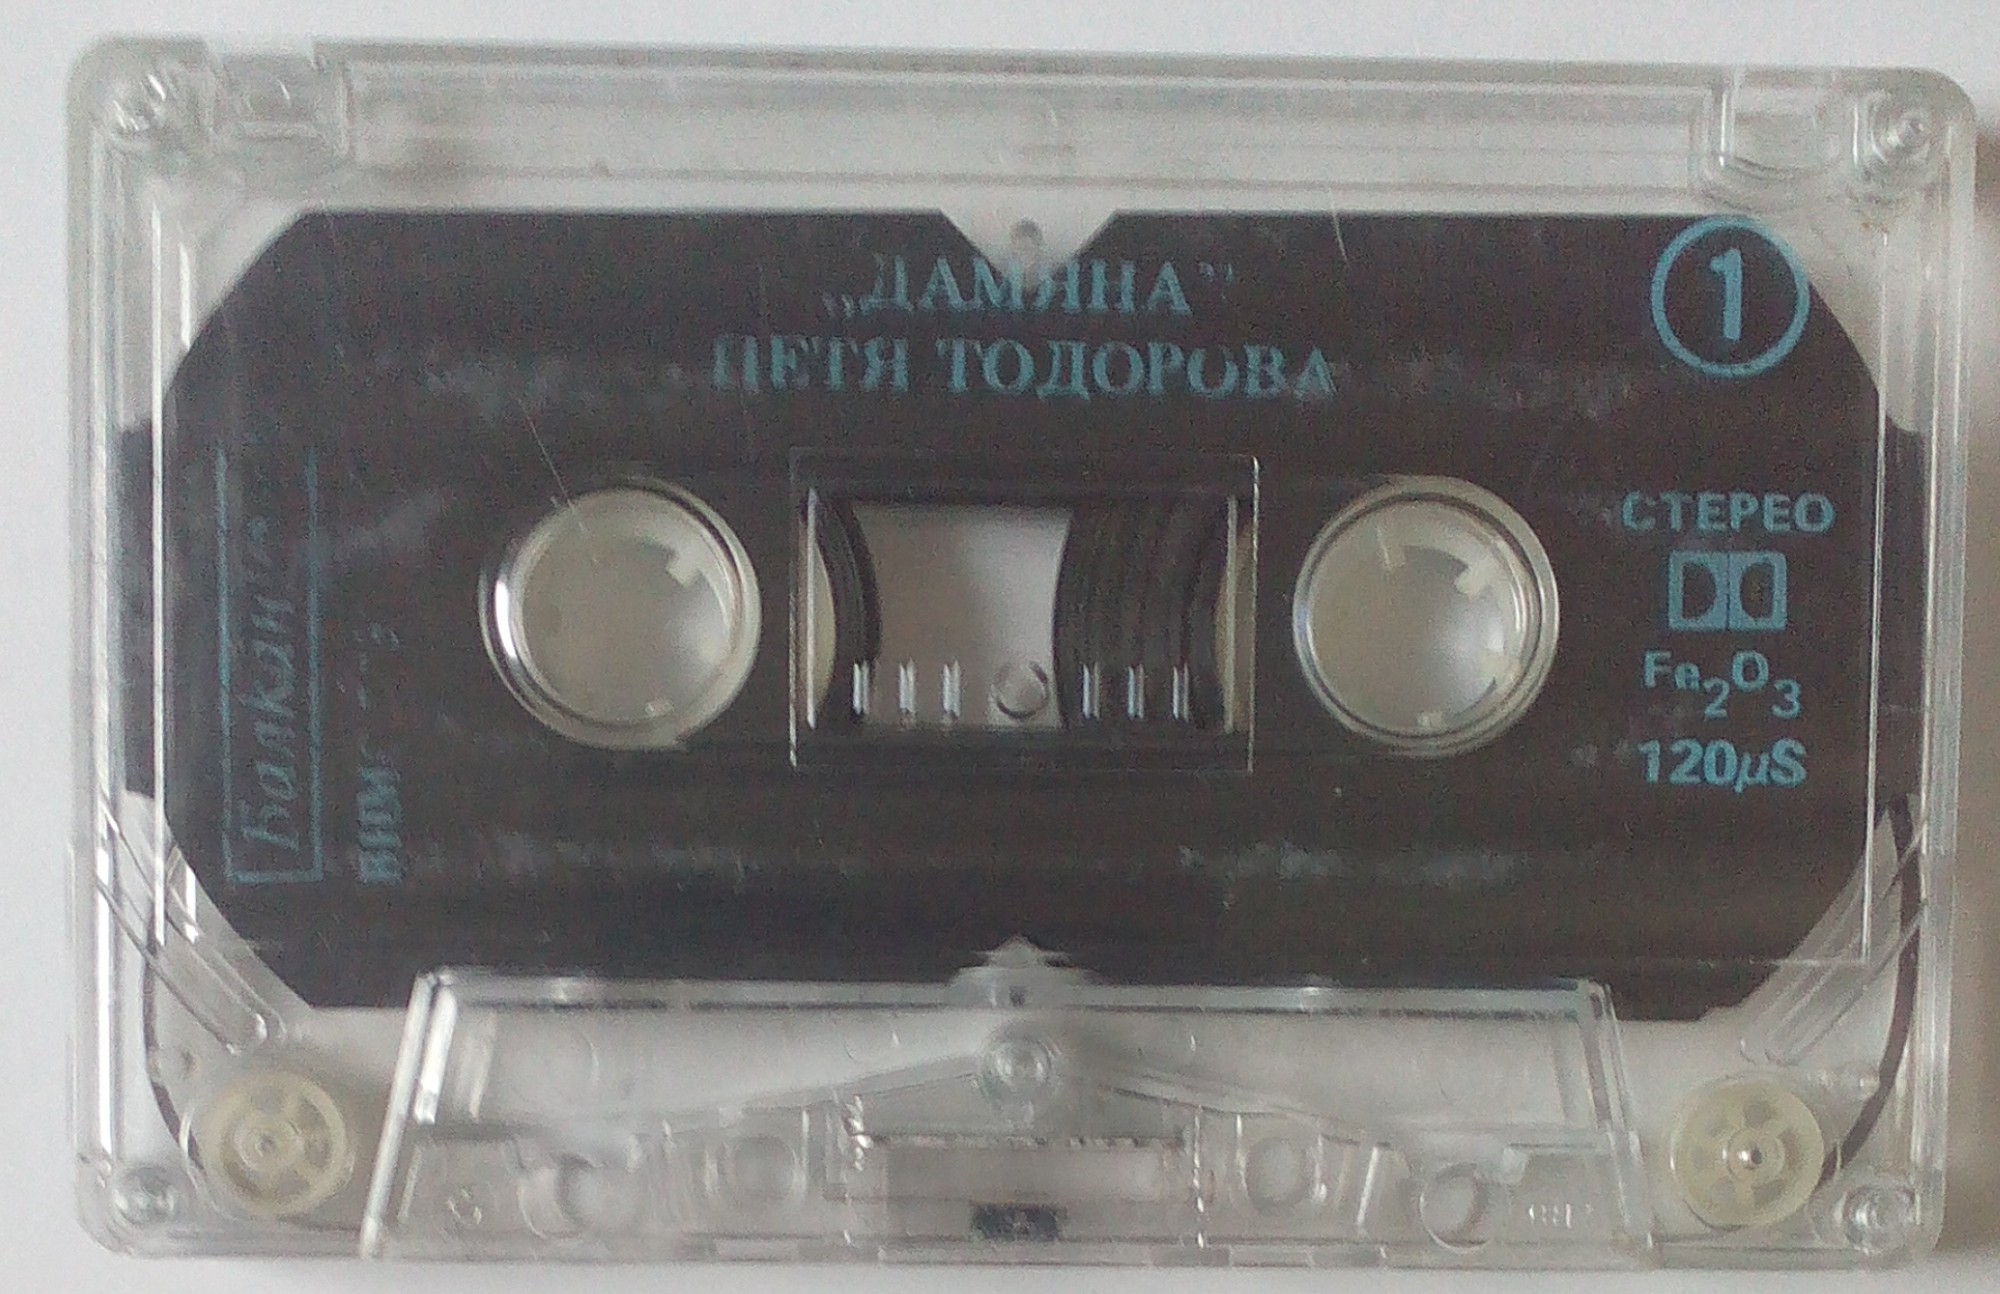 „ДАМЯНА”
ПЕТЯ ТОДОРОВА
1
СТЕРЕО
Fe2O3
120µS
Балкантон